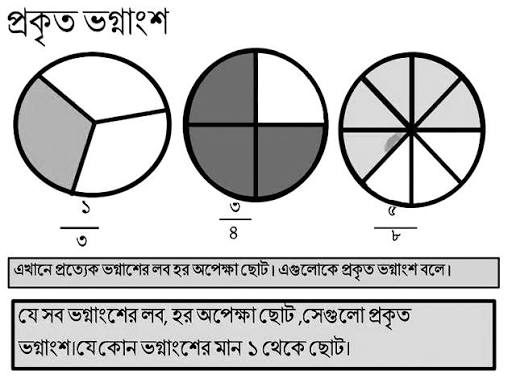 প্রকৃত ভগ্নাংশ
১
৩
৩
৪
৫
৮
এখানে প্রত্যেক ভগ্নাশের লব হর অপেক্ষা ছোট। এগুলোকে প্রকৃত ভগ্নাংশ বলে।
যে সব ভগ্নাংশের লব, হর অপেক্ষা ছোট ,সেগুলো প্রকৃত
ভগ্নাংশ।যেকোন ভগ্নাংশের মান ১ থেকে ছোট।